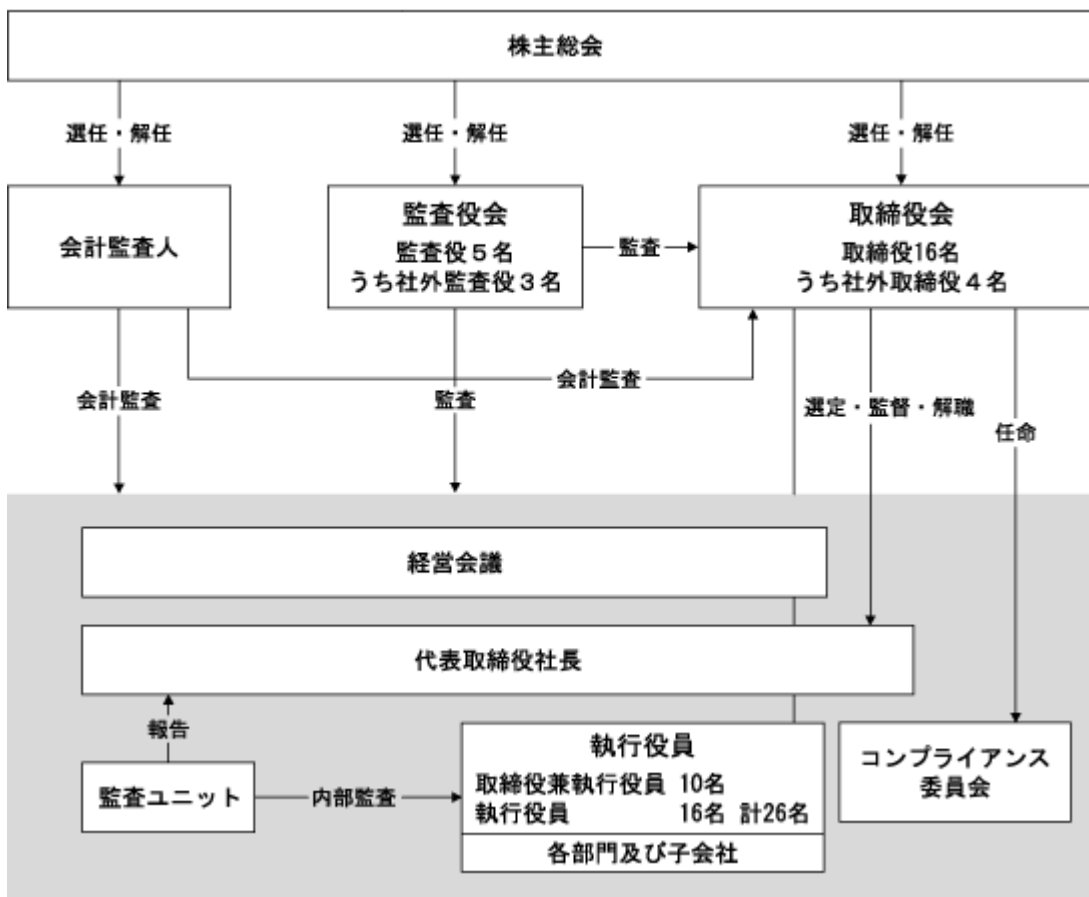 株主総会
選任・解任
選任・解任
選任・解任
会計監査人
監査役会
監査役５名
うち社外監査役３名
監査
取締役会
取締役16名
うち社外取締役４名
会計監査
監査
会計監査
選定・監督・解職
任命
経営会議
代表取締役社長
報告
監査ユニット
内部監査
執行役員
取締役兼執行役員 10名
執行役員 16名 計26名
各部門及び子会社
コンプライアンス
委員会